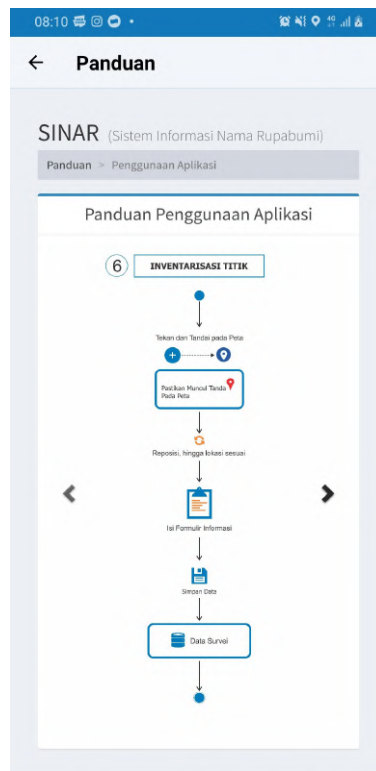 08:10
Panduan
SINAR (Sistem Informasi Nama Rupabumi)
Panduan > Penggunaan Aplikasi
Panduan Penggunaan Aplikasi
6 INVENTARISASI TITIK
Tekan dan Tandai pada Peta
Pastikan Muncul Tanda
Pada Peta
Reposisi, hingga lokasi sesuai
Isi Formulir Informasi
Simpan Data
Data Survei